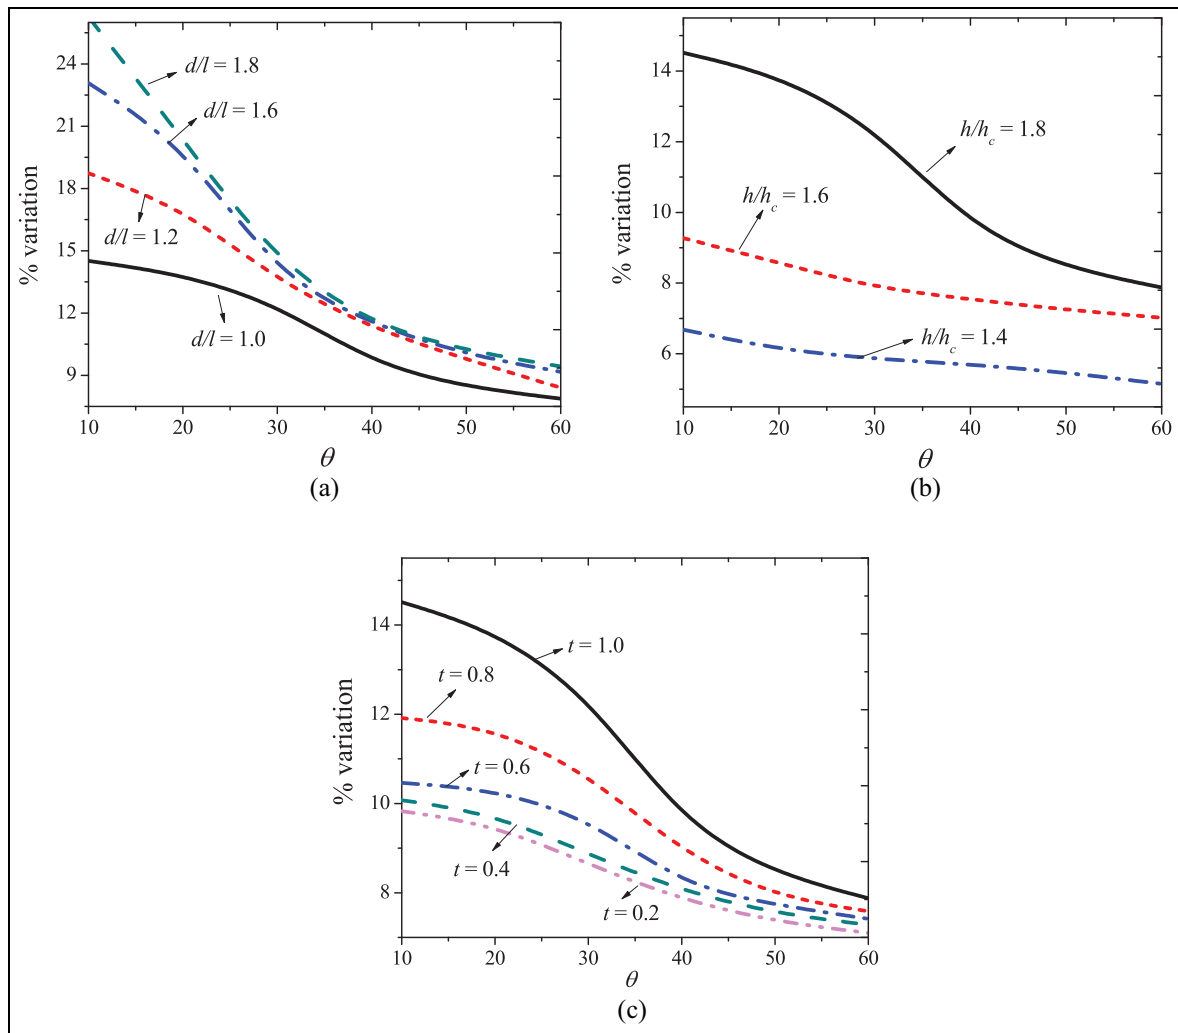 24
21
18
15
12
9
% variation
d/l = 1.8
d/l = 1.6
d/l = 1.2
d/l = 1.0
10 20 30 40 50 60
θ
(a)
14
12
10
8
6
% variation
h/h_c = 1.8
h/h_c = 1.6
h/h_c = 1.4
10 20 30 40 50 60
θ
(b)
14
12
10
8
% variation
t = 1.0
t = 0.8
t = 0.6
t = 0.4
t = 0.2
10 20 30 40 50 60
θ
(c)